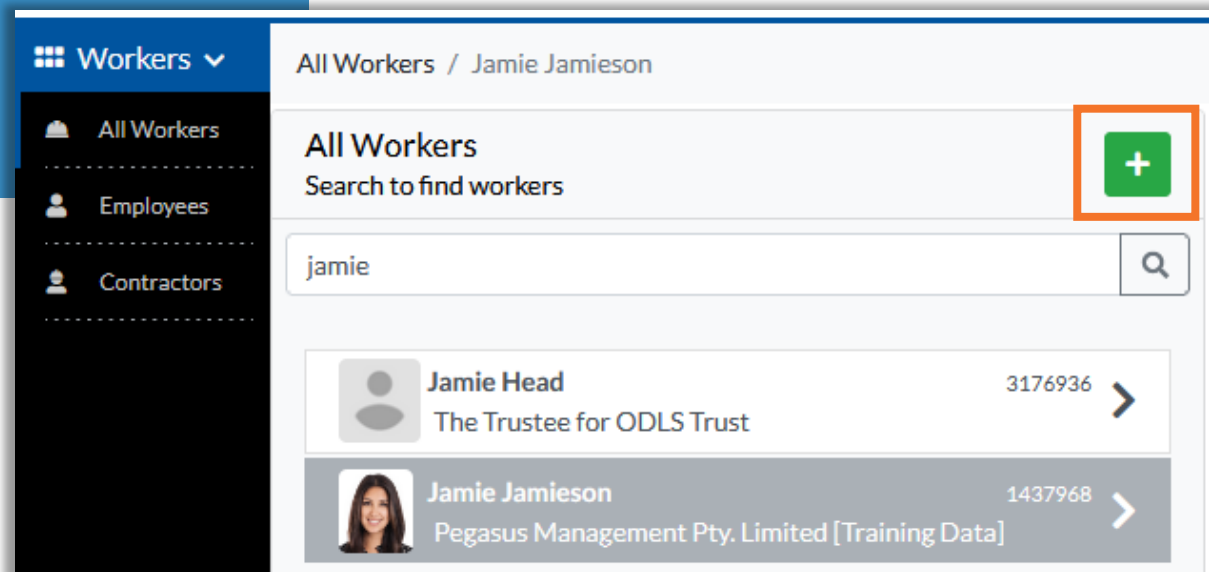 Workers
All Workers
Employees
Contractors
All Workers / Jamie Jamieson
All Workers
Search to find workers
+
jamie
Jamie Head 3176936
The Trustee for ODLS Trust
Jamie Jamieson 1437968
Pegasus Management Pty. Limited [Training Data]